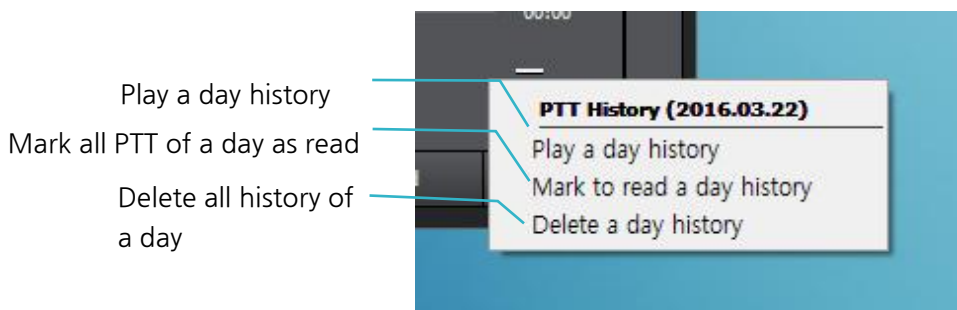 00:00
Play a day history
Mark all PTT of a day as read
Delete all history of
a day
PTT History (2016.03.22)
Play a day history
Mark to read a day history
Delete a day history